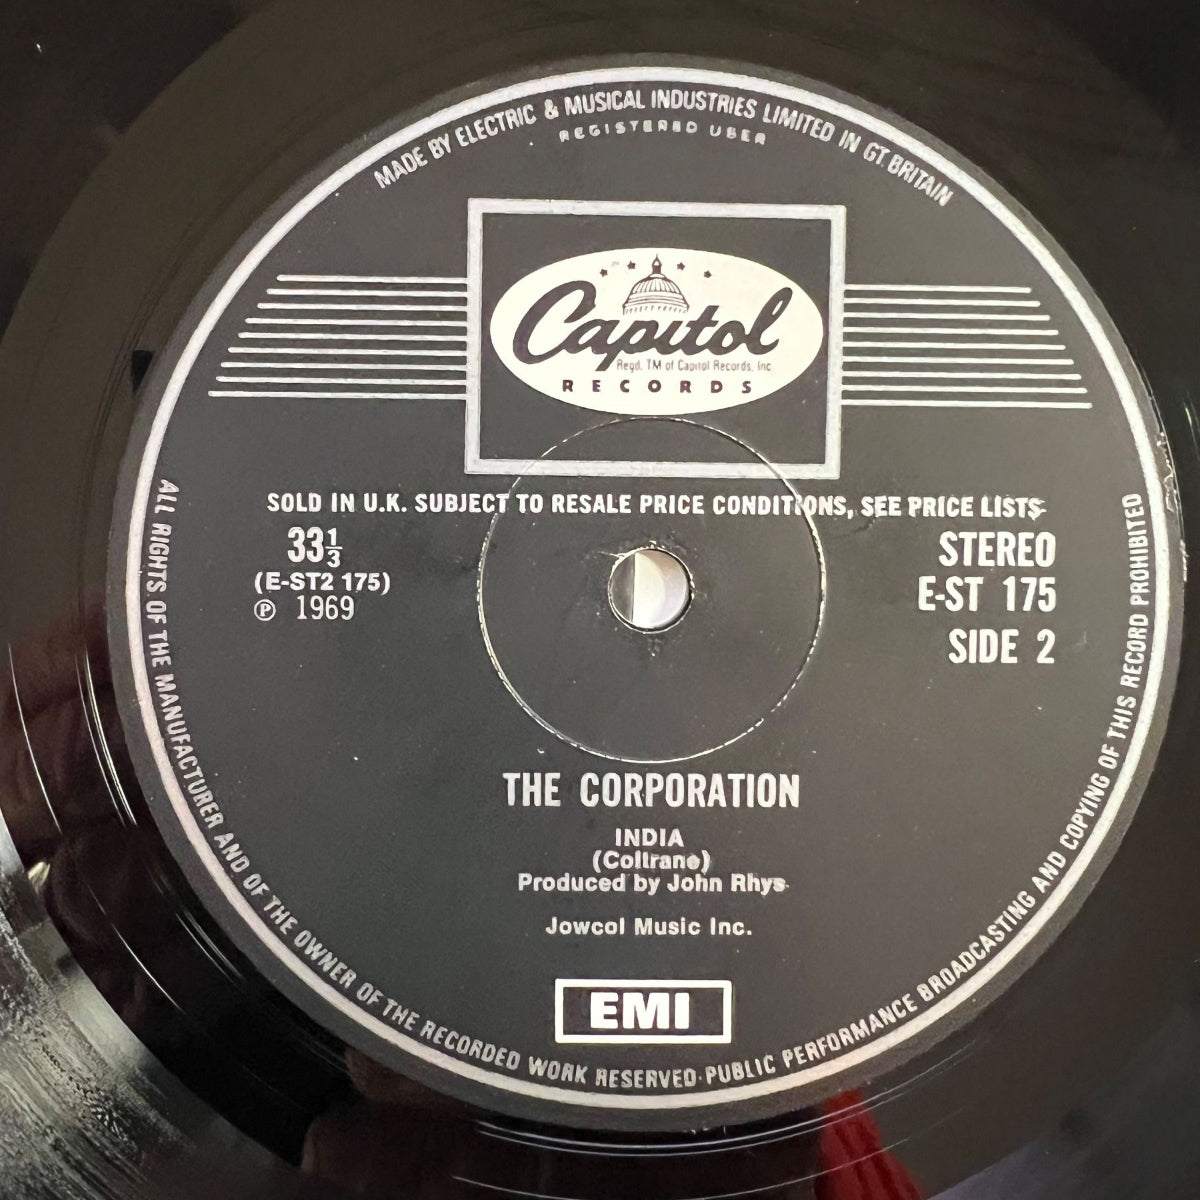 MADE BY ELECTRIC & MUSICAL INDUSTRIES LIMITED IN GT. BRITAIN
REGISTERED USER
Capitol
Regd. TM of Capitol Records, Inc.
RECORDS
SOLD IN U.K. SUBJECT TO RESALE PRICE CONDITIONS, SEE PRICE LISTS
33⅓
(E-ST2 175)
℗ 1969
STEREO
E-ST 175
SIDE 2
THE CORPORATION
INDIA
(Coltrane)
Produced by John Rhys
Jowcol Music Inc.
EMI
ALL RIGHTS OF THE MANUFACTURER AND OF THE OWNER OF THE RECORDED WORK RESERVED·PUBLIC PERFORMANCE BROADCASTING AND COPYING OF THIS RECORD PROHIBITED